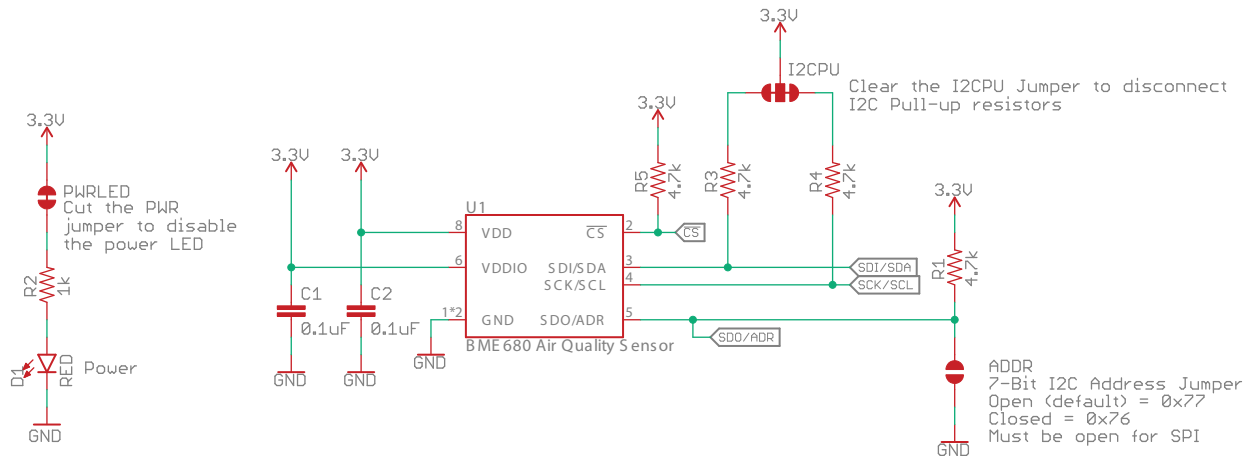 3.3V
PWRLED
Cut the PWR
jumper to disable
the power LED
R2
1k
D1
RED
Power
GND
3.3V
3.3V
C1
0.1uF
C2
0.1uF
GND
GND
U1
8
VDD
6
VDDIO
1*2
GND
GND
CS
2
SDI/SDA
3
SCK/SCL
4
SDO/ADR
5
BME680 Air Quality Sensor
3.3V
R5
4.7k
CS
3.3V
I2CPU
Clear the I2CPU Jumper to disconnect
I2C Pull-up resistors
R3
4.7k
R4
4.7k
SDI/SDA
SCK/SCL
SDO/ADR
3.3V
R1
4.7k
ADDR
7-Bit I2C Address Jumper
Open (default) = 0x77
Closed = 0x76
Must be open for SPI
GND